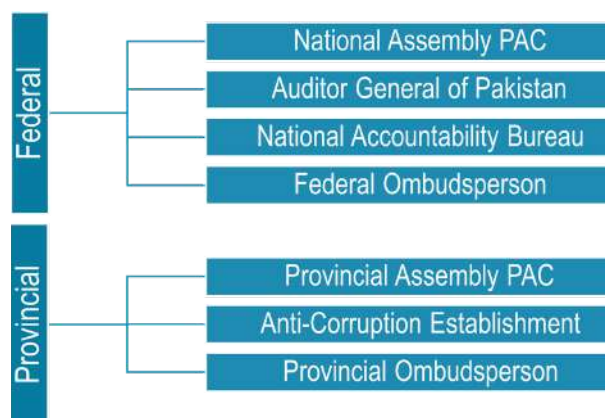 Federal
National Assembly PAC
Auditor General of Pakistan
National Accountability Bureau
Federal Ombudsperson
Provincial
Provincial Assembly PAC
Anti-Corruption Establishment
Provincial Ombudsperson